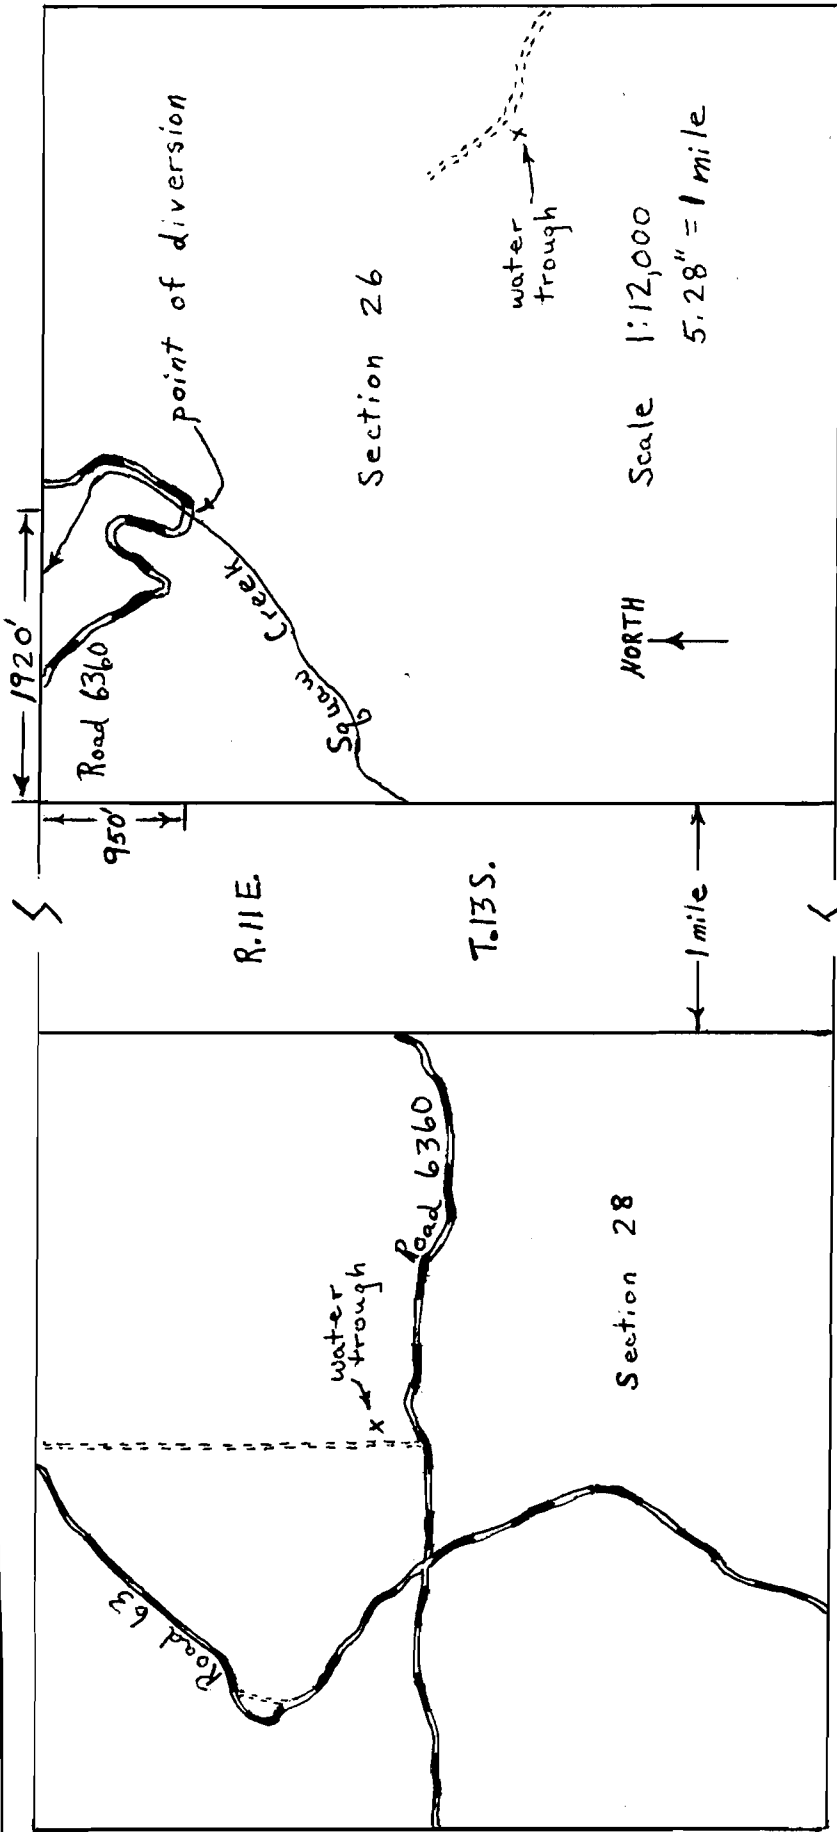 Road 63
water
trough
x
Road 6360
Section 28
R.11E.
T.13S.
1 mile
1920'
950'
Road 6360
point of diversion
x
Squaw Creek
Section 26
water
trough
x
NORTH
Scale 1:12,000
5.28" = 1 mile